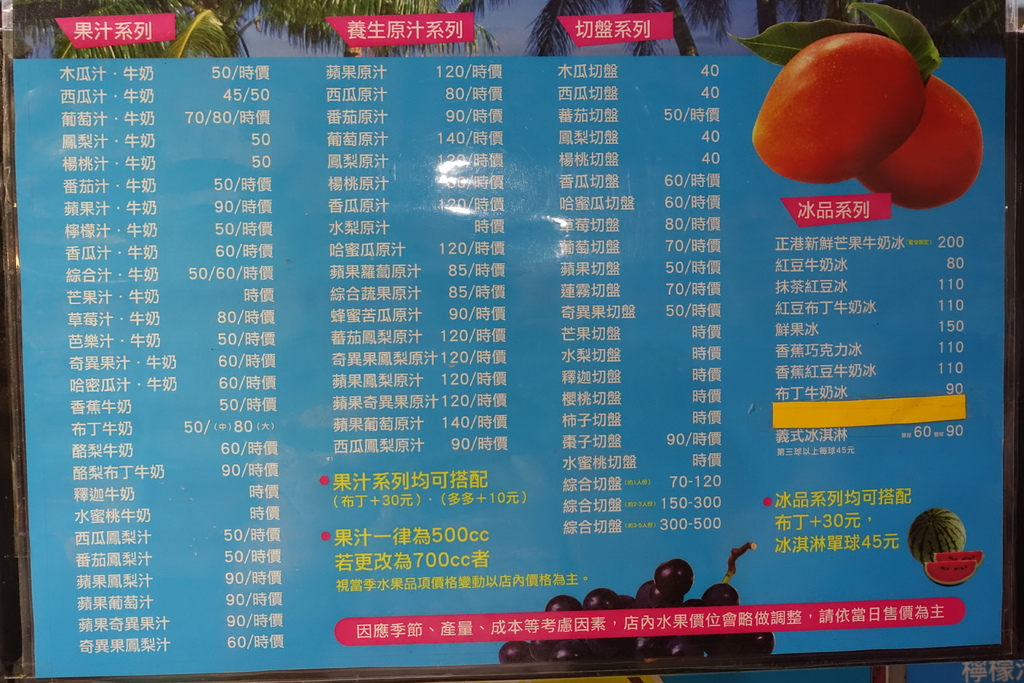 果汁系列
木瓜汁．牛奶 50/時價
西瓜汁．牛奶 45/50
葡萄汁．牛奶 70/80/時價
鳳梨汁．牛奶 50
楊桃汁．牛奶 50
番茄汁．牛奶 50/時價
蘋果汁．牛奶 90/時價
檸檬汁．牛奶 50/時價
香瓜汁．牛奶 60/時價
綜合汁．牛奶 50/60/時價
芒果汁．牛奶 時價
草莓汁．牛奶 80/時價
芭樂汁．牛奶 50/時價
奇異果汁．牛奶 60/時價
哈密瓜汁．牛奶 60/時價
香蕉牛奶 50/時價
布丁牛奶 50/(中)80(大)
酪梨牛奶 60/時價
酪梨布丁牛奶 90/時價
釋迦牛奶 時價
水蜜桃牛奶 時價
西瓜鳳梨汁 50/時價
番茄鳳梨汁 50/時價
蘋果鳳梨汁 90/時價
蘋果葡萄汁 90/時價
蘋果奇異果汁 90/時價
奇異果鳳梨汁 60/時價
養生原汁系列
蘋果原汁 120/時價
西瓜原汁 80/時價
番茄原汁 90/時價
葡萄原汁 140/時價
鳳梨原汁 120/時價
楊桃原汁 /時價
香瓜原汁 120/時價
水梨原汁 時價
哈蜜瓜原汁 120/時價
蘋果蘿蔔原汁 85/時價
綜合蔬果原汁 85/時價
蜂蜜苦瓜原汁 90/時價
蕃茄鳳梨原汁 120/時價
奇異果鳳梨原汁 120/時價
蘋果鳳梨原汁 120/時價
蘋果奇異果原汁 120/時價
蘋果葡萄原汁 140/時價
西瓜鳳梨原汁 90/時價
果汁系列均可搭配
（布丁＋30元）．（多多＋10元）
果汁一律為500cc
若更改為700cc者
視當季水果品項價格變動以店內價格為主。
切盤系列
木瓜切盤 40
西瓜切盤 40
蕃茄切盤 50/時價
鳳梨切盤 40
楊桃切盤 40
香瓜切盤 60/時價
哈蜜瓜切盤 60/時價
草莓切盤 80/時價
葡萄切盤 70/時價
蘋果切盤 50/時價
蓮霧切盤 70/時價
奇異果切盤 50/時價
芒果切盤 時價
水梨切盤 時價
釋迦切盤 時價
櫻桃切盤 時價
柿子切盤 時價
棗子切盤 90/時價
水蜜桃切盤 時價
綜合切盤(約1人份) 70-120
綜合切盤(約2-3人份) 150-300
綜合切盤(約3-5人份) 300-500
冰品系列
正港新鮮芒果牛奶冰(夏季限定) 200
紅豆牛奶冰 80
抹茶紅豆冰 110
紅豆布丁牛奶冰 110
鮮果冰 150
香蕉巧克力冰 110
香蕉紅豆牛奶冰 110
布丁牛奶冰 90
義式冰淇淋 單球60 雙球90
第三球以上每球45元
冰品系列均可搭配
布丁+30元，
冰淇淋單球45元
因應季節、產量、成本等考慮因素，店內水果價位會略做調整，請依當日售價為主
檸檬